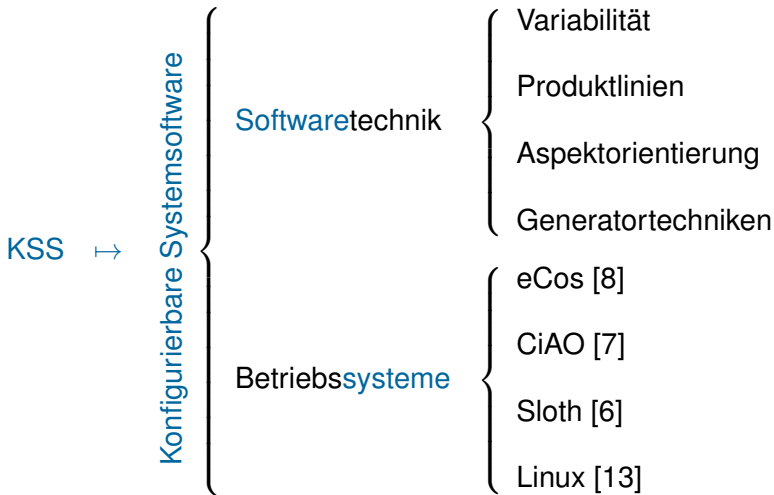 KSS ↦
Konfigurierbare Systemsoftware
Softwaretechnik
Variabilität
Produktlinien
Aspektorientierung
Generatortechniken
Betriebssysteme
eCos [8]
CiAO [7]
Sloth [6]
Linux [13]